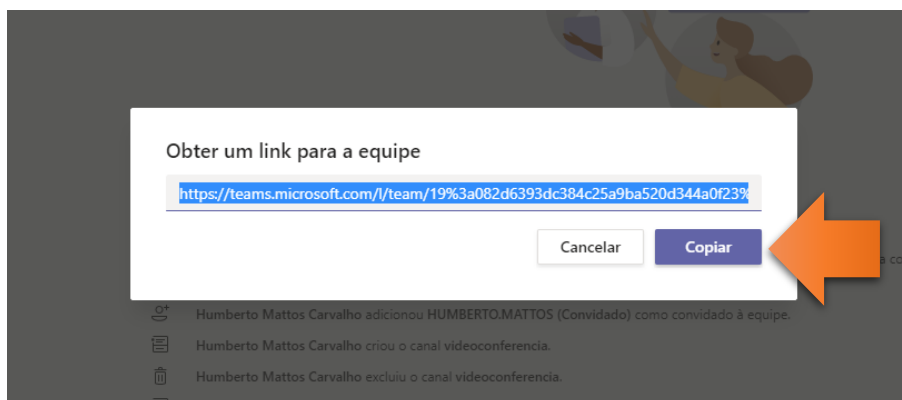 Obter um link para a equipe
https://teams.microsoft.com/l/team/19%3a082d6393dc384c25a9ba520d344a0f23%
Cancelar
Copiar
a co
Humberto Mattos Carvalho adicionou HUMBERTO.MATTOS (Convidado) como convidado à equipe.
Humberto Mattos Carvalho criou o canal videoconferencia.
Humberto Mattos Carvalho excluiu o canal videoconferencia.